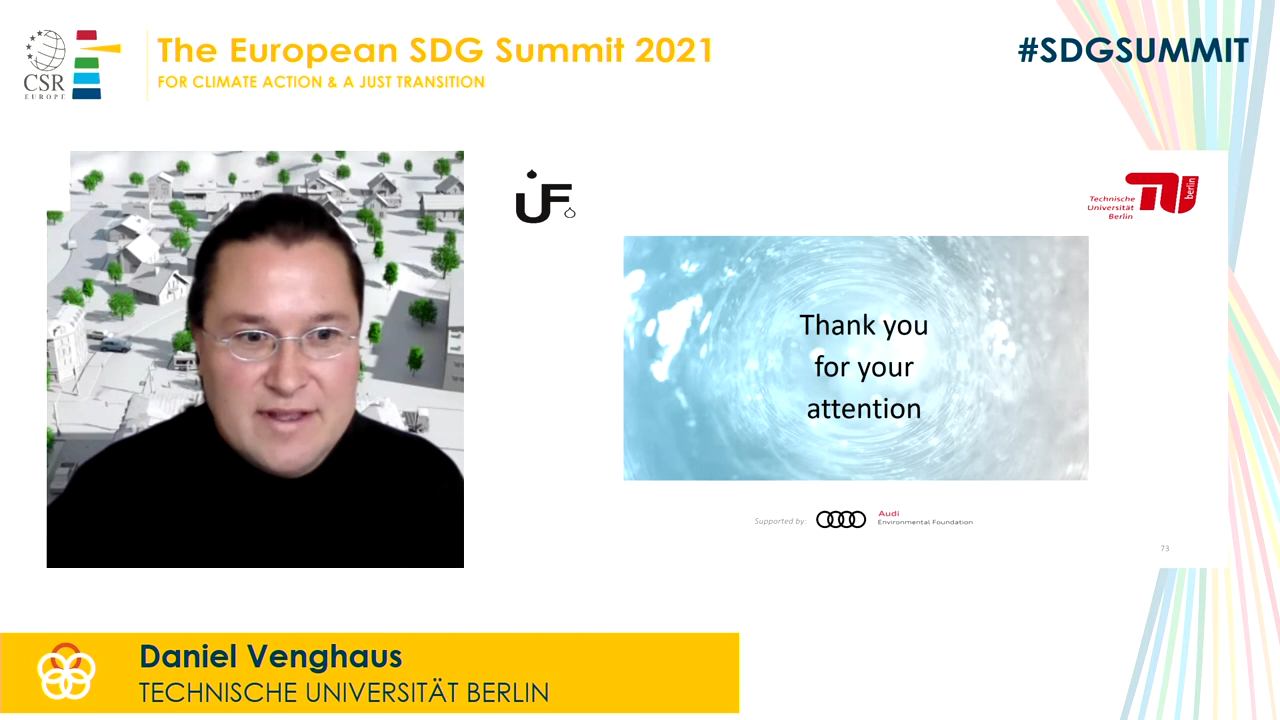 CSR
EUROPE
The European SDG Summit 2021
FOR CLIMATE ACTION & A JUST TRANSITION
#SDGSUMMIT
UF
Technische
Universität
Berlin
berlin
Thank you
for your
attention
Supported by:
Audi
Environmental Foundation
73
Daniel Venghaus
TECHNISCHE UNIVERSITÄT BERLIN